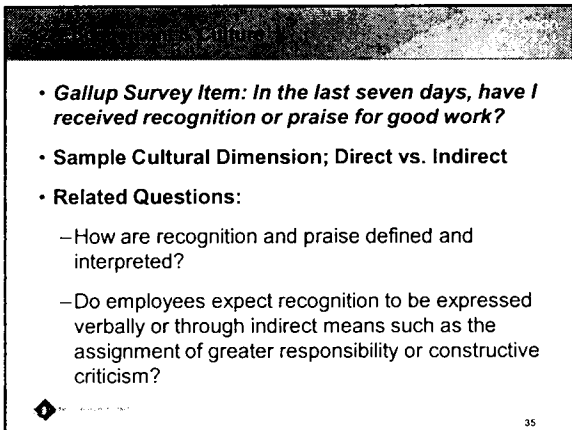 Culture
• Gallup Survey Item: In the last seven days, have I
received recognition or praise for good work?
• Sample Cultural Dimension; Direct vs. Indirect
• Related Questions:
–How are recognition and praise defined and
interpreted?
–Do employees expect recognition to be expressed
verbally or through indirect means such as the
assignment of greater responsibility or constructive
criticism?
35